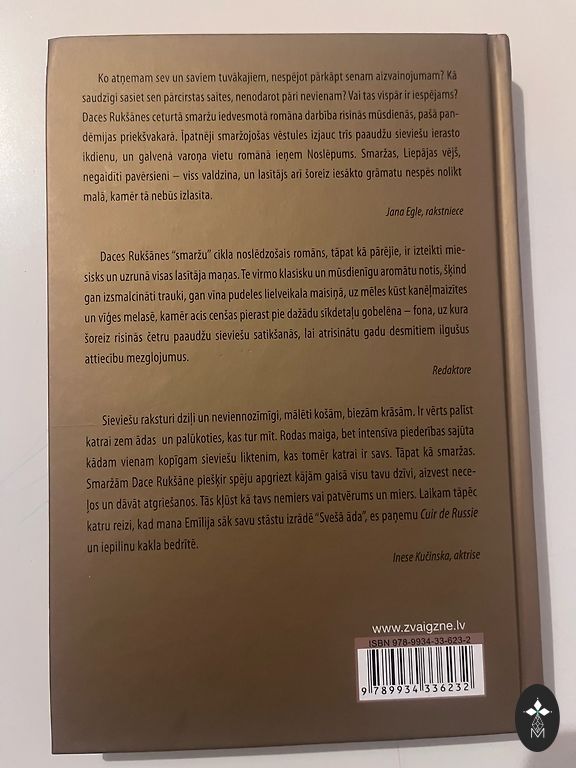 Ko atņemam sev un saviem tuvākajiem, nespējot pārkāpt senam aizvainojumam? Kā
saudzīgi sasiet sen pārcirstas saites, nenodarot pāri nevienam? Vai tas vispār ir iespējams?
Daces Rukšānes ceturtā smaržu iedvesmotā romāna darbība risinās mūsdienās, pašā pan-
dēmijas priekšvakarā. Īpatnēji smaržojošas vēstules izjauc trīs paaudžu sieviešu ierasto
ikdienu, un galvenā varoņa vietu romānā ieņem Noslēpums. Smaržas, Liepājas vējš,
negaidīti pavērsieni – viss valdzina, un lasītājs arī šoreiz iesākto grāmatu nespēs nolikt
malā, kamēr tā nebūs izlasīta.
Jana Egle, rakstniece
Daces Rukšānes “smaržu” cikla noslēdzošais romāns, tāpat kā pārējie, ir izteikti mie-
sisks un uzrunā visas lasītāja maņas. Te virmo klasisku un mūsdienīgu aromātu notis, šķind
gan izsmalcināti trauki, gan vīna pudeles lielveikala maisiņā, uz mēles kūst kanēļmaizītes
un vīģes melasē, kamēr acis cenšas pierast pie dažādu sīkdetaļu gobelēna – fona, uz kura
šoreiz risinās četru paaudžu sieviešu satikšanās, lai atrisinātu gadu desmitiem ilgušus
attiecību mezglojumus.
Redaktore
Sieviešu raksturi dziļi un neviennozīmīgi, mālēti košām, biezām krāsām. Ir vērts palīst
katrai zem ādas un palūkoties, kas tur mīt. Rodas maiga, bet intensīva piederības sajūta
kādam vienam kopīgam sieviešu liktenim, kas tomēr katrai ir savs. Tāpat kā smaržas.
Smaržām Dace Rukšāne piešķir spēju apgriezt kājām gaisā visu tavu dzīvi, aizvest nece-
ļos un dāvāt atgriešanos. Tās kļūst kā tavs nemiers vai patvērums un miers. Laikam tāpēc
katru reizi, kad mana Emīlija sāk savu stāstu izrādē “Svešā āda”, es paņemu Cuir de Russie
un iepilinu kakla bedrītē.
Inese Kučinska, aktrise
www.zvaigzne.lv
ISBN 978-9934-33-623-2
9 789934 336232
M